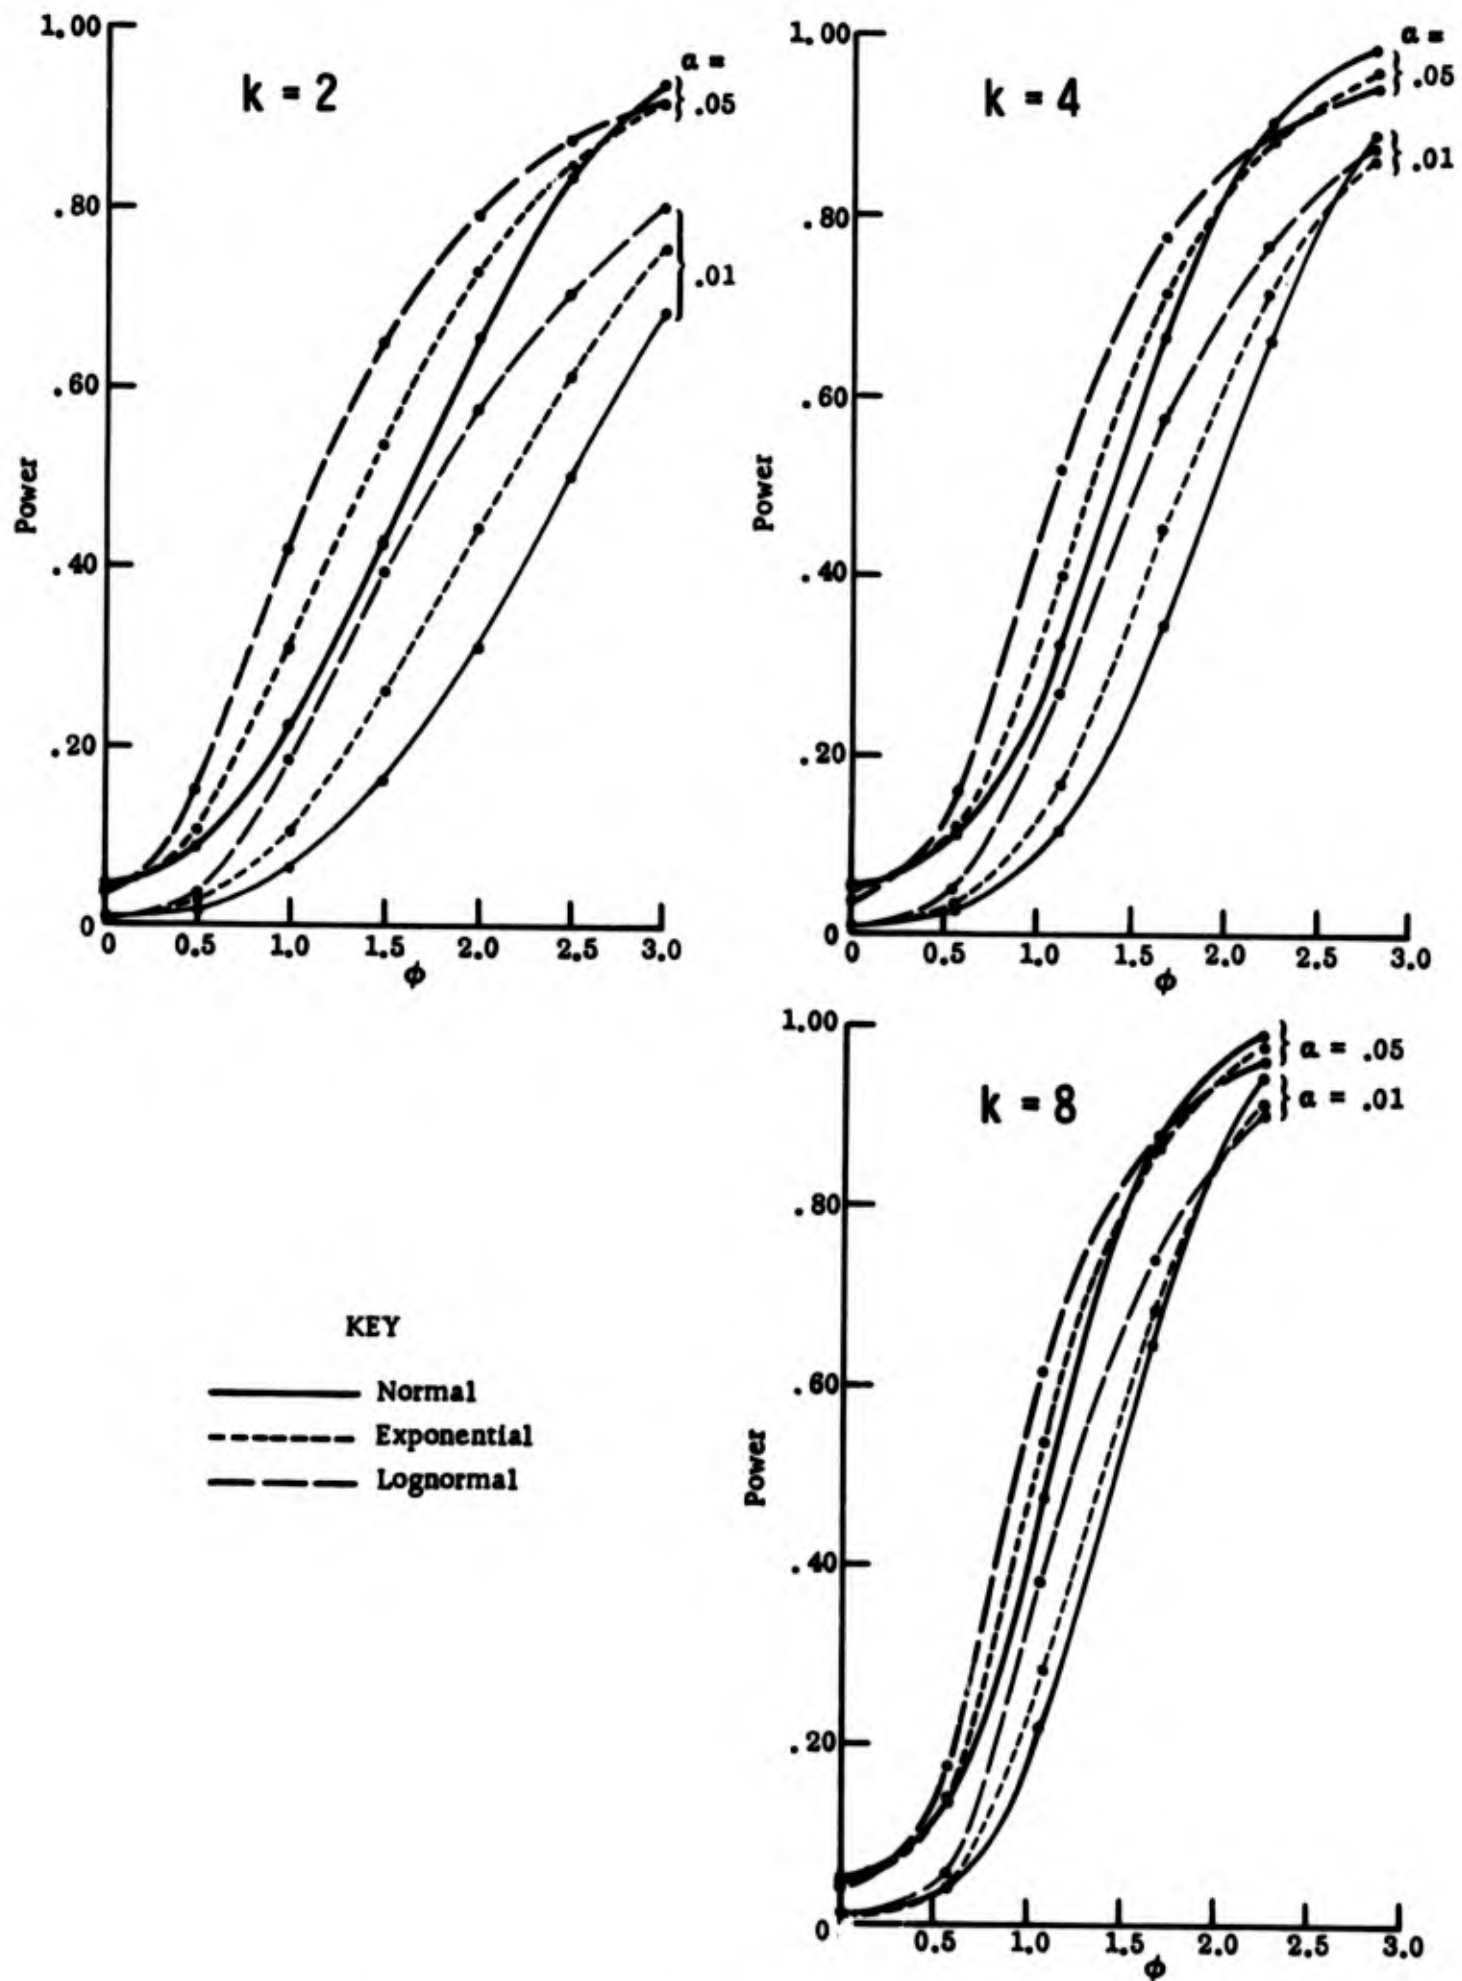 k = 2
α =
.05
.01
1.00
.80
.60
.40
.20
0
Power
0 0.5 1.0 1.5 2.0 2.5 3.0
ϕ
k = 4
α =
.05
.01
1.00
.80
.60
.40
.20
0
Power
0 0.5 1.0 1.5 2.0 2.5 3.0
ϕ
k = 8
α = .05
α = .01
1.00
.80
.60
.40
.20
0
Power
0.5 1.0 1.5 2.0 2.5 3.0
ϕ
KEY
Normal
Exponential
Lognormal